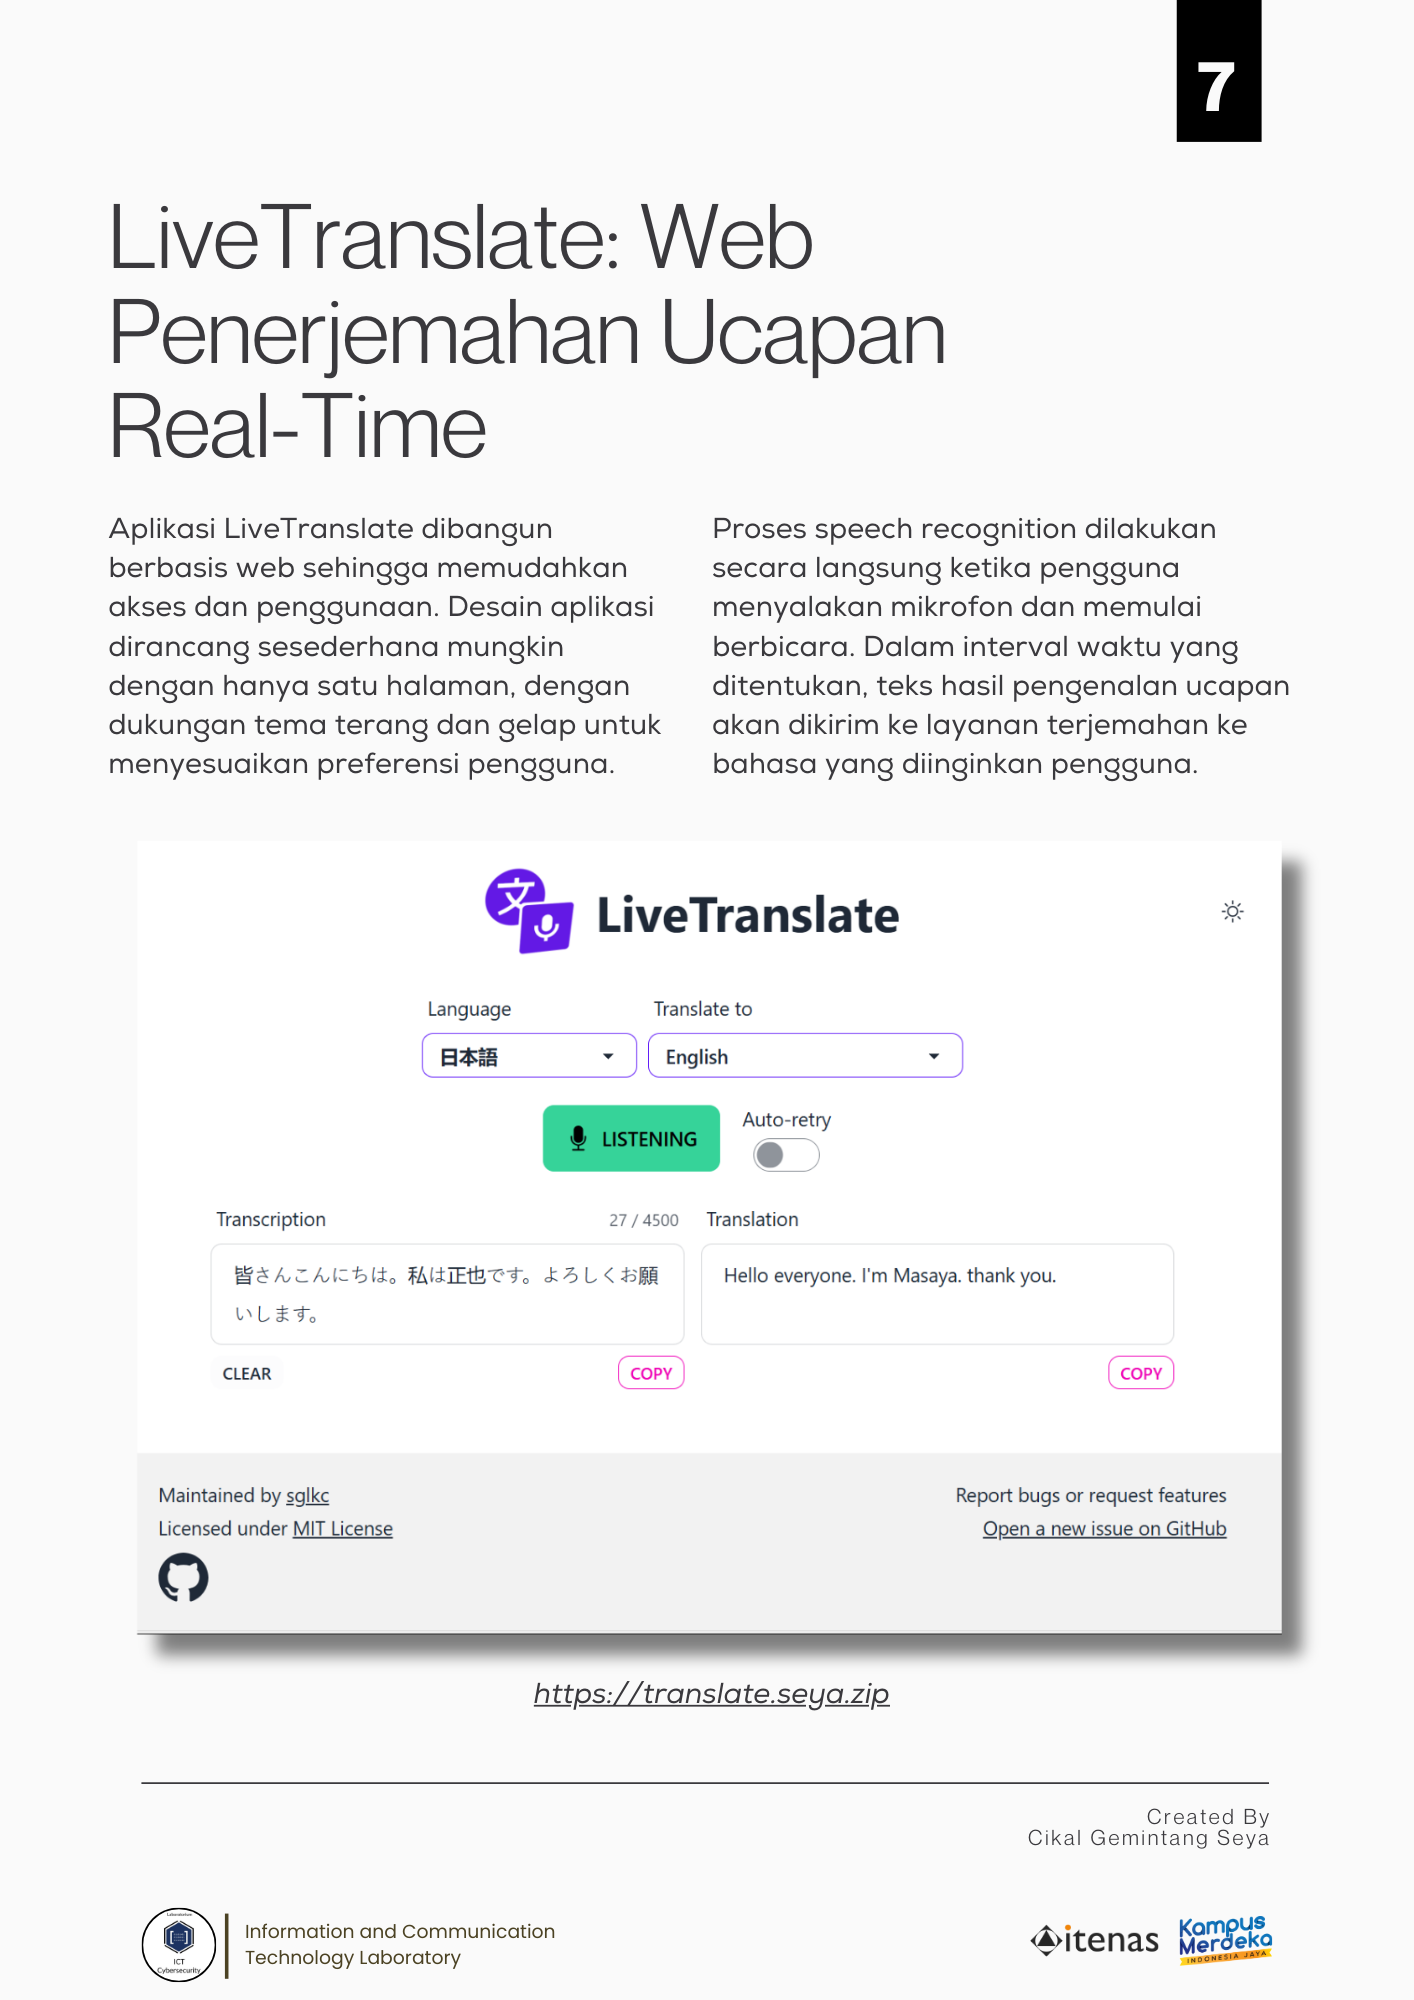 7
LiveTranslate: Web
Penerjemahan Ucapan
Real-Time
Aplikasi LiveTranslate dibangun
berbasis web sehingga memudahkan
akses dan penggunaan. Desain aplikasi
dirancang sesederhana mungkin
dengan hanya satu halaman, dengan
dukungan tema terang dan gelap untuk
menyesuaikan preferensi pengguna.
Proses speech recognition dilakukan
secara langsung ketika pengguna
menyalakan mikrofon dan memulai
berbicara. Dalam interval waktu yang
ditentukan, teks hasil pengenalan ucapan
akan dikirim ke layanan terjemahan ke
bahasa yang diinginkan pengguna.
文
LiveTranslate
Language
Translate to
日本語
English
LISTENING
Auto-retry
Transcription
27 / 4500
Translation
皆さんこんにちは。私は正也です。よろしくお願
いします。
Hello everyone. I'm Masaya. thank you.
CLEAR
COPY
COPY
Maintained by sglkc
Licensed under MIT License
Report bugs or request features
Open a new issue on GitHub
https://translate.seya.zip
Created By
Cikal Gemintang Seya
ICT
Cybersecurity
Information and Communication
Technology Laboratory
itenas
Kampus
Merdeka
INDONESIA JAYA